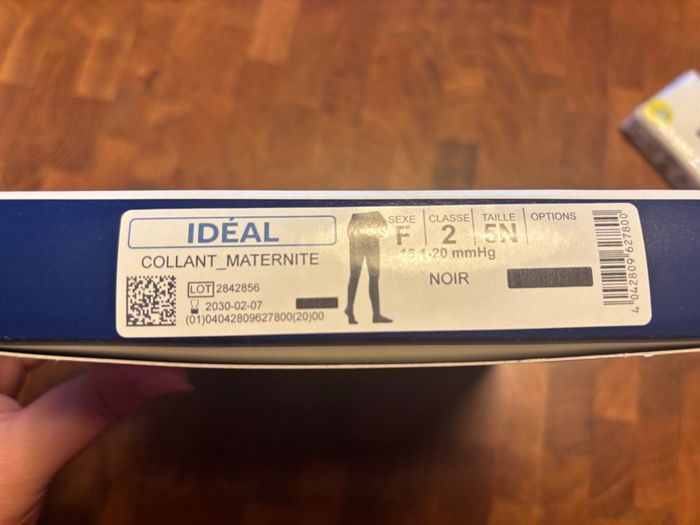 IDÉAL
COLLANT_MATERNITE
LOT 2842856
2030-02-07
(01)04042809627800(20)00
SEXE CLASSE TAILLE OPTIONS
F 2 5N
15.1-20 mmHg
NOIR
4 042809 627800